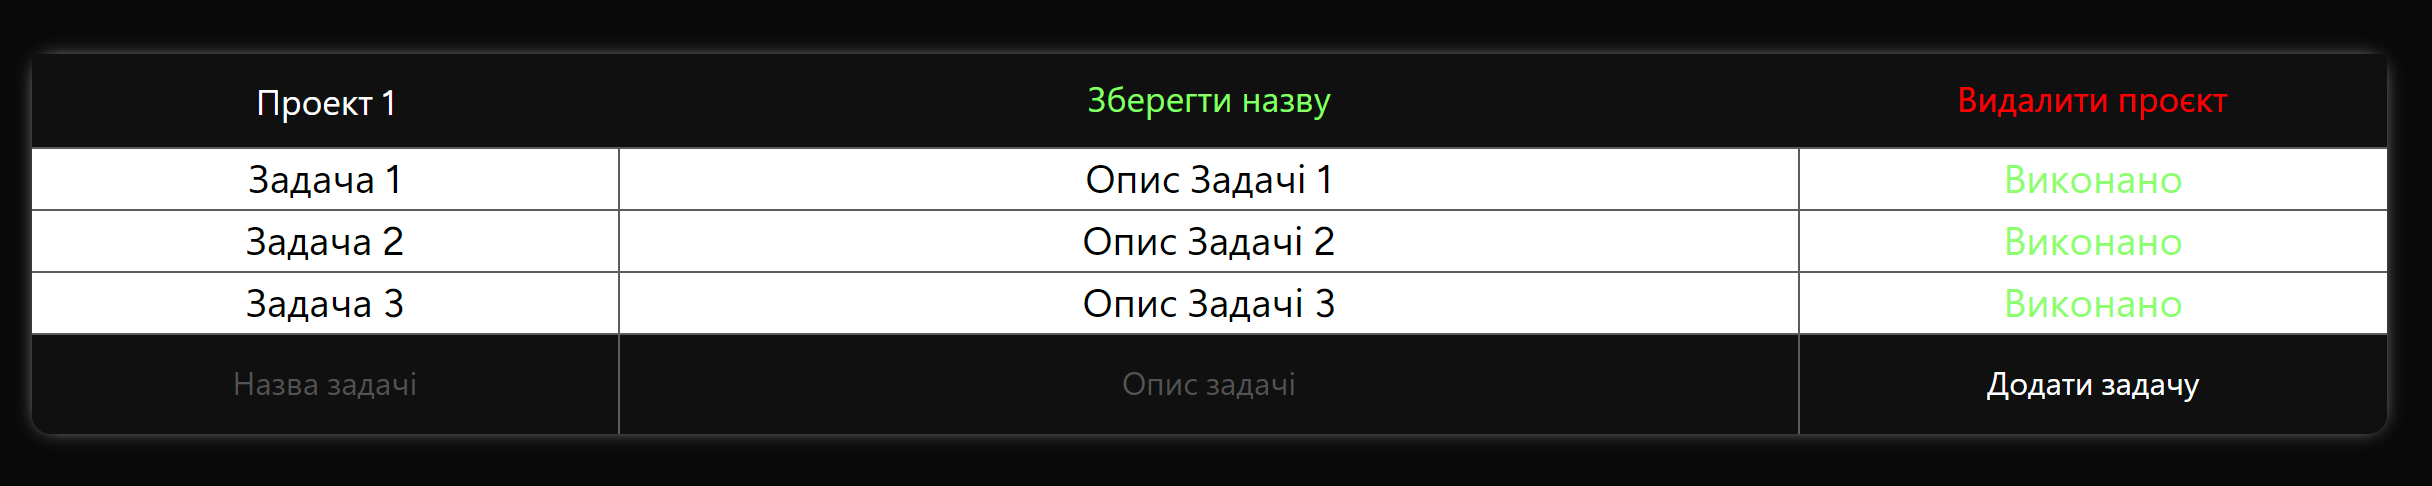 Проект 1 Зберегти назву Видалити проєкт
Задача 1 Опис Задачі 1 Виконано
Задача 2 Опис Задачі 2 Виконано
Задача 3 Опис Задачі 3 Виконано
Назва задачі Опис задачі Додати задачу